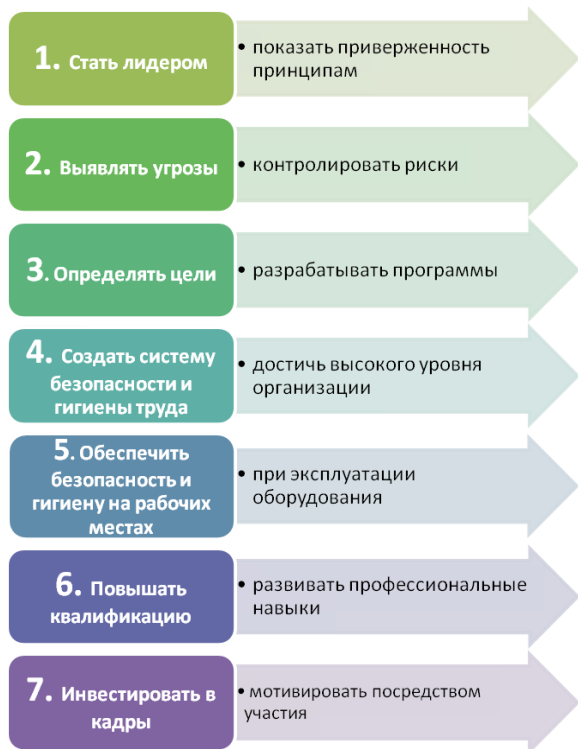 1. Стать лидером
• показать приверженность
принципам
2. Выявлять угрозы
• контролировать риски
3. Определять цели
• разрабатывать программы
4. Создать систему
безопасности и
гигиены труда
• достичь высокого уровня
организации
5. Обеспечить
безопасность и
гигиену на рабочих
местах
• при эксплуатации
оборудования
6. Повышать
квалификацию
• развивать профессиональные
навыки
7. Инвестировать в
кадры
• мотивировать посредством
участия